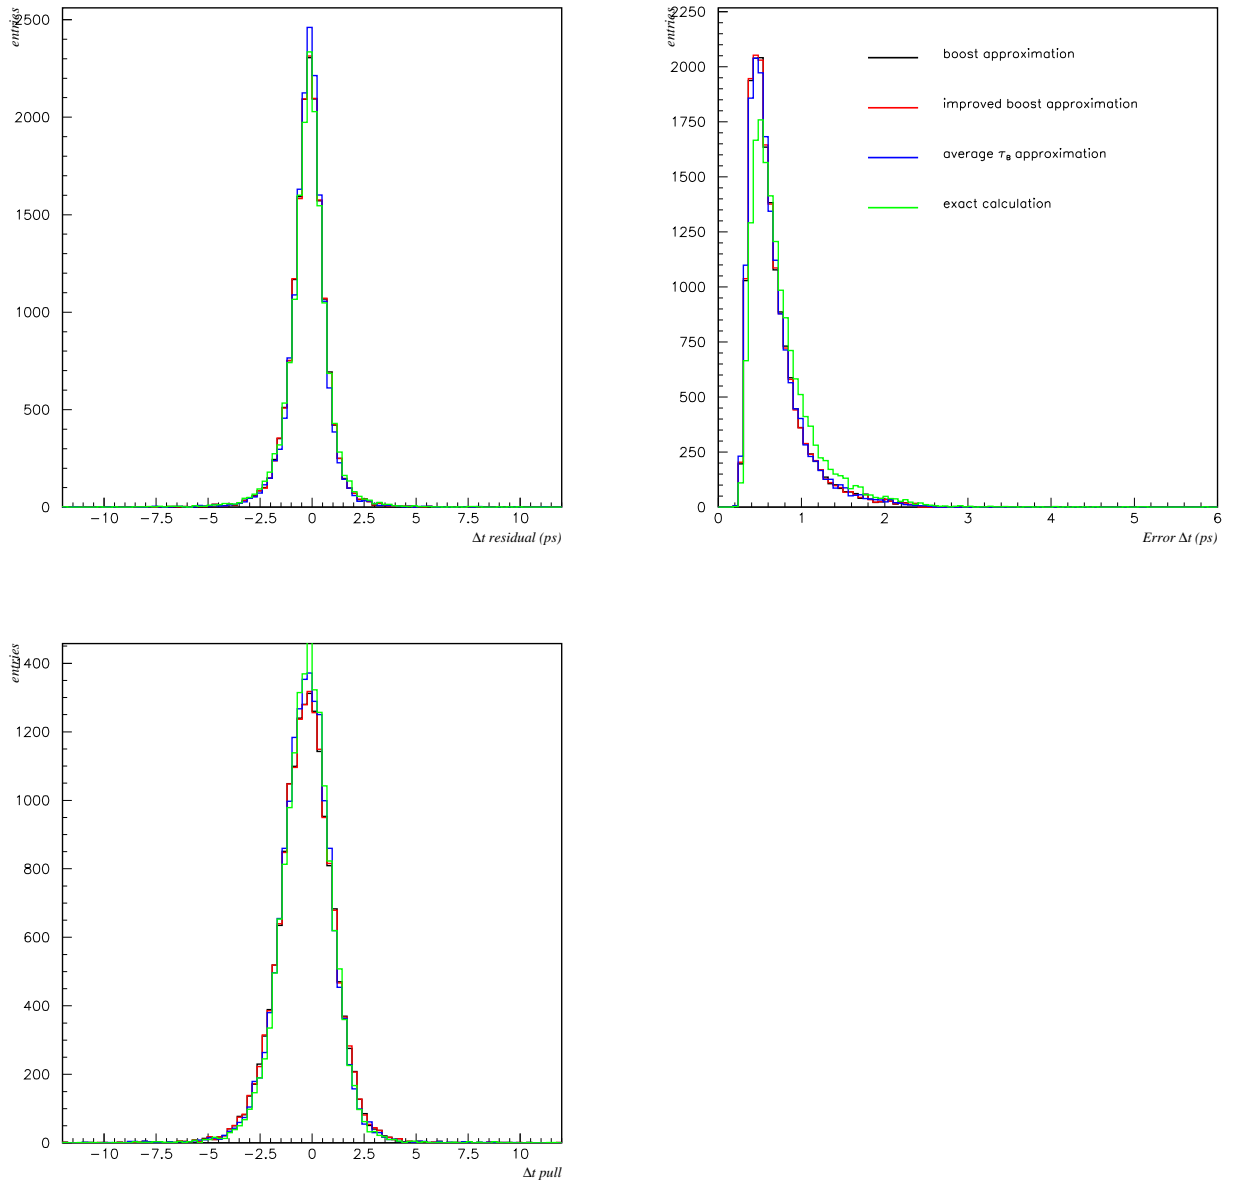 entries
2500
2000
1500
1000
500
0
−10 −7.5 −5 −2.5 0 2.5 5 7.5 10
Δt residual (ps)
entries
2250
2000
1750
1500
1250
1000
750
500
250
0
0 1 2 3 4 5 6
Error Δt (ps)
boost approximation
improved boost approximation
average τB approximation
exact calculation
entries
1400
1200
1000
800
600
400
200
0
−10 −7.5 −5 −2.5 0 2.5 5 7.5 10
Δt pull